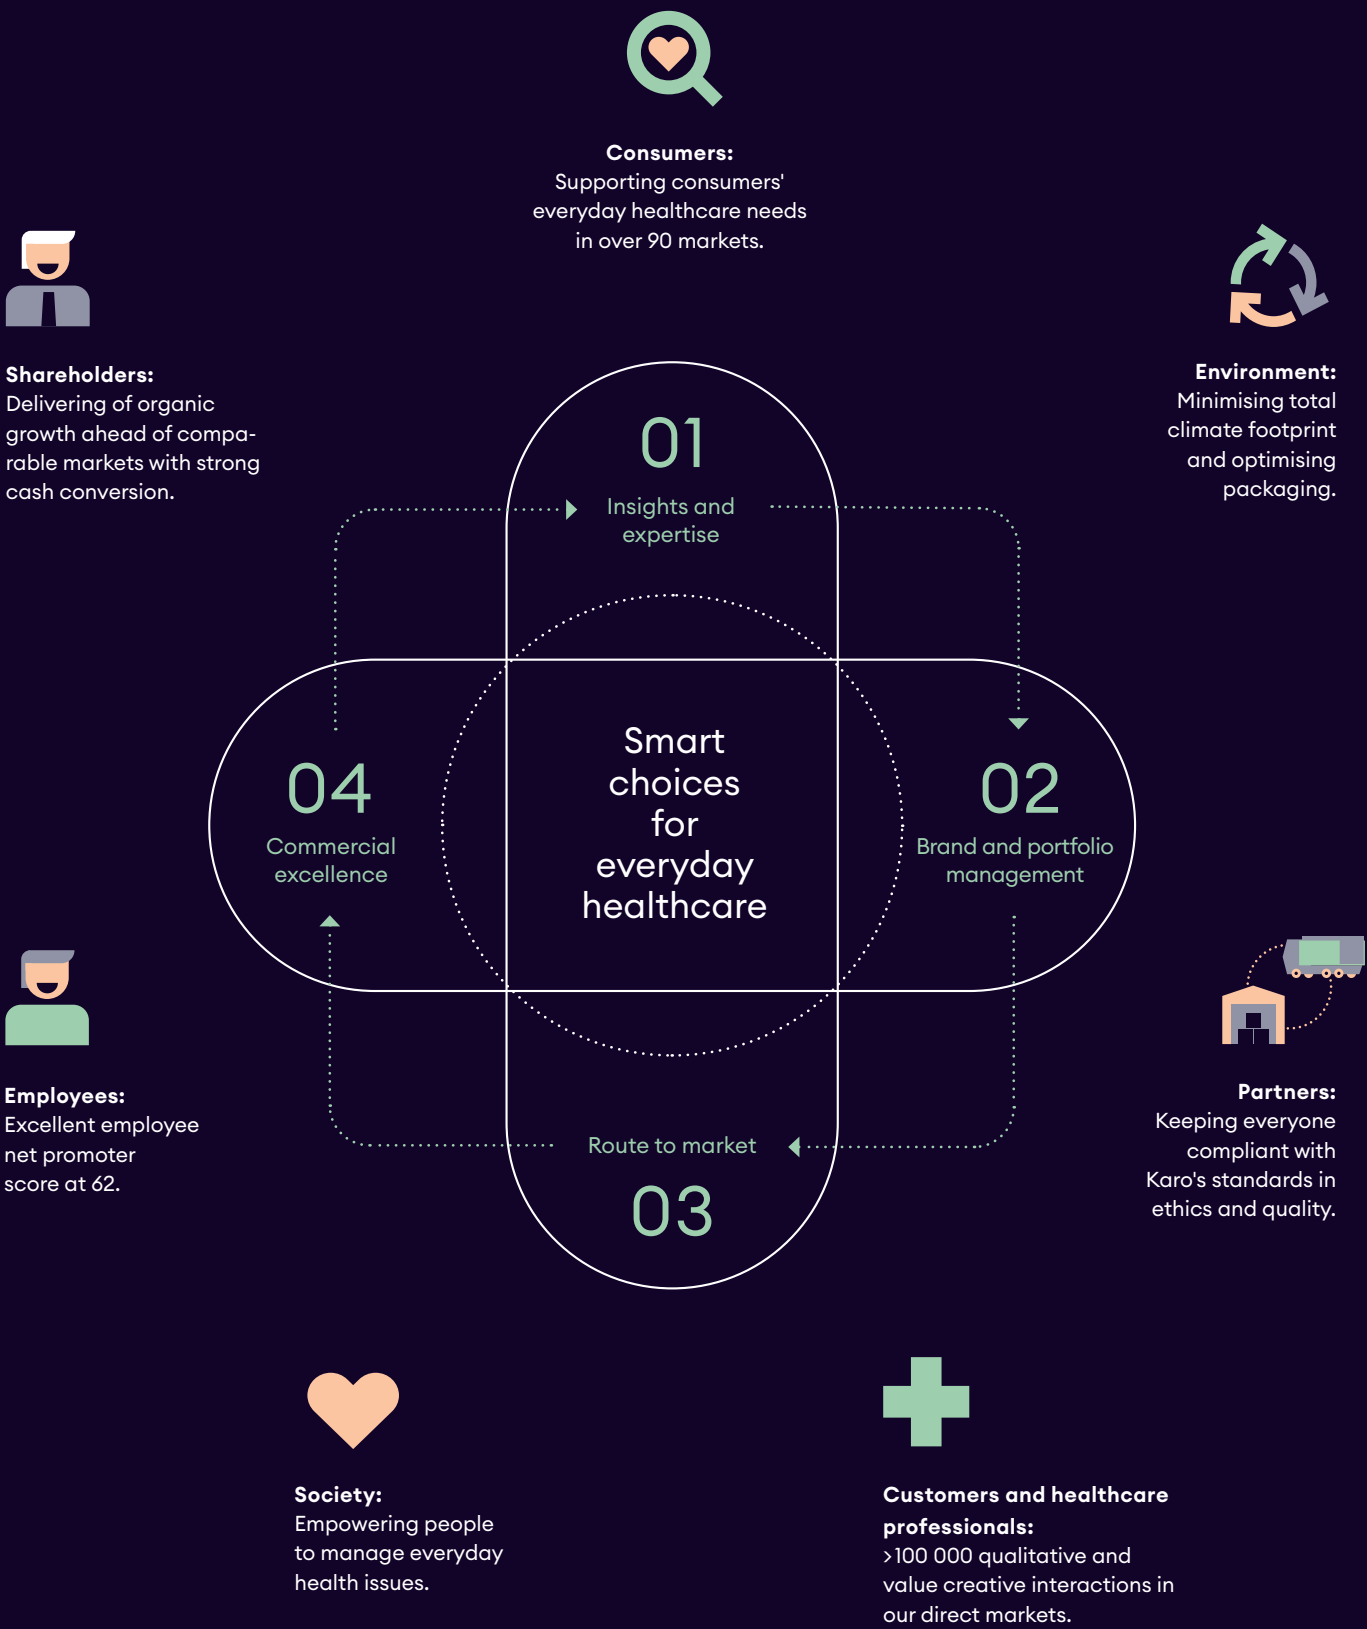 Consumers:
Supporting consumers'
everyday healthcare needs
in over 90 markets.
Shareholders:
Delivering of organic
growth ahead of compa-
rable markets with strong
cash conversion.
Environment:
Minimising total
climate footprint
and optimising
packaging.
01
Insights and
expertise
04
Commercial
excellence
Smart
choices
for
everyday
healthcare
02
Brand and portfolio
management
Route to market
03
Employees:
Excellent employee
net promoter
score at 62.
Partners:
Keeping everyone
compliant with
Karo's standards in
ethics and quality.
Society:
Empowering people
to manage everyday
health issues.
Customers and healthcare
professionals:
>100 000 qualitative and
value creative interactions in
our direct markets.